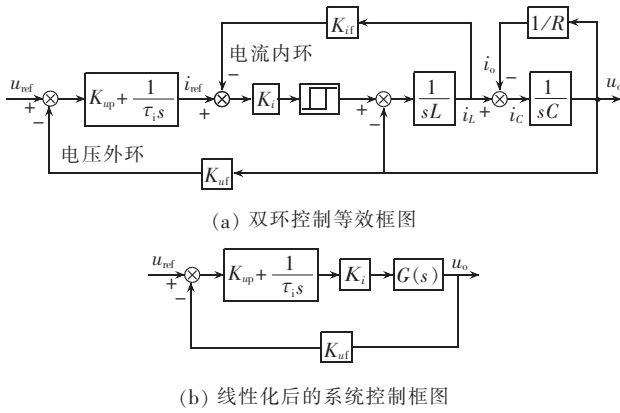 K_if
1/R
电流内环
−
i_o
−
u_ref
+
−
K_up + 1/(τ_i s)
i_ref
+
K_i
+
−
1/(sL)
i_L
+
i_C
1/(sC)
电压外环
K_uf
(a) 双环控制等效框图
u_ref
+
−
K_up + 1/(τ_i s)
K_i
G(s)
u_o
K_uf
(b) 线性化后的系统控制框图